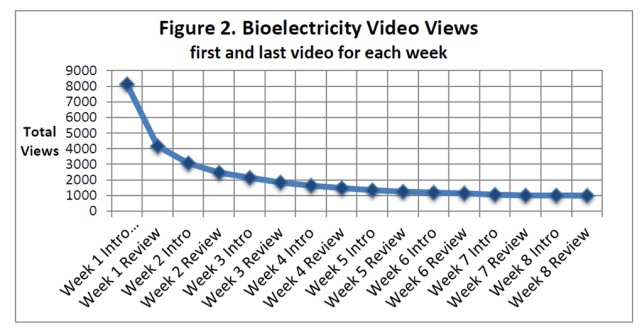 Figure 2. Bioelectricity Video Views
first and last video for each week
Total
Views
9000
8000
7000
6000
5000
4000
3000
2000
1000
0
Week 1 Intro...
Week 1 Review
Week 2 Intro
Week 2 Review
Week 3 Intro
Week 3 Review
Week 4 Intro
Week 4 Review
Week 5 Intro
Week 5 Review
Week 6 Intro
Week 6 Review
Week 7 Intro
Week 7 Review
Week 8 Intro
Week 8 Review